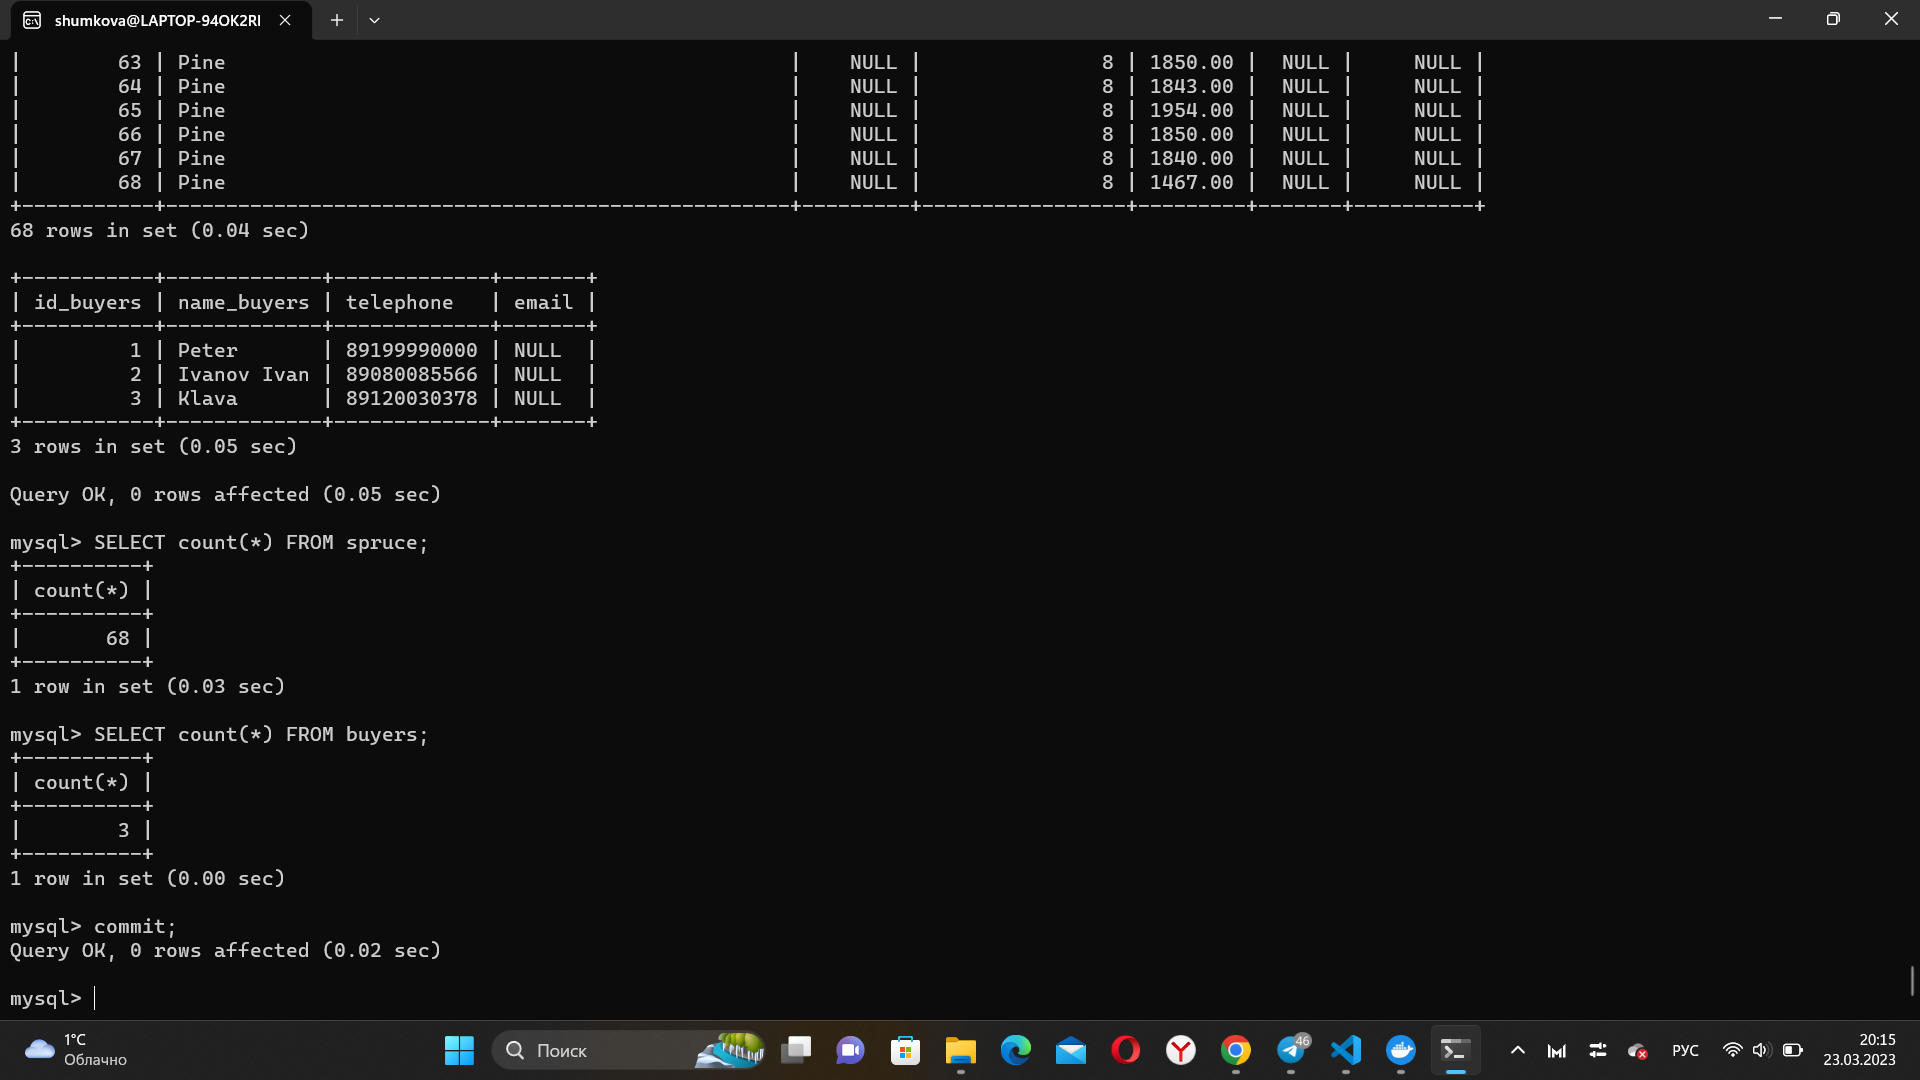 shumkova@LAPTOP-94OK2RI
|        63 | Pine                                               |    NULL |               8 | 1850.00 |  NULL |     NULL |
|        64 | Pine                                               |    NULL |               8 | 1843.00 |  NULL |     NULL |
|        65 | Pine                                               |    NULL |               8 | 1954.00 |  NULL |     NULL |
|        66 | Pine                                               |    NULL |               8 | 1850.00 |  NULL |     NULL |
|        67 | Pine                                               |    NULL |               8 | 1840.00 |  NULL |     NULL |
|        68 | Pine                                               |    NULL |               8 | 1467.00 |  NULL |     NULL |
+-----------+----------------------------------------------------+---------+-----------------+---------+-------+----------+
68 rows in set (0.04 sec)
+-----------+-------------+-------------+-------+
| id_buyers | name_buyers | telephone   | email |
+-----------+-------------+-------------+-------+
|         1 | Peter       | 89199990000 | NULL  |
|         2 | Ivanov Ivan | 89080085566 | NULL  |
|         3 | Klava       | 89120030378 | NULL  |
+-----------+-------------+-------------+-------+
3 rows in set (0.05 sec)
Query OK, 0 rows affected (0.05 sec)
mysql> SELECT count(*) FROM spruce;
+----------+
| count(*) |
+----------+
|       68 |
+----------+
1 row in set (0.03 sec)
mysql> SELECT count(*) FROM buyers;
+----------+
| count(*) |
+----------+
|        3 |
+----------+
1 row in set (0.00 sec)
mysql> commit;
Query OK, 0 rows affected (0.02 sec)
mysql>
1°C
Облачно
Поиск
46
РУС
20:15
23.03.2023